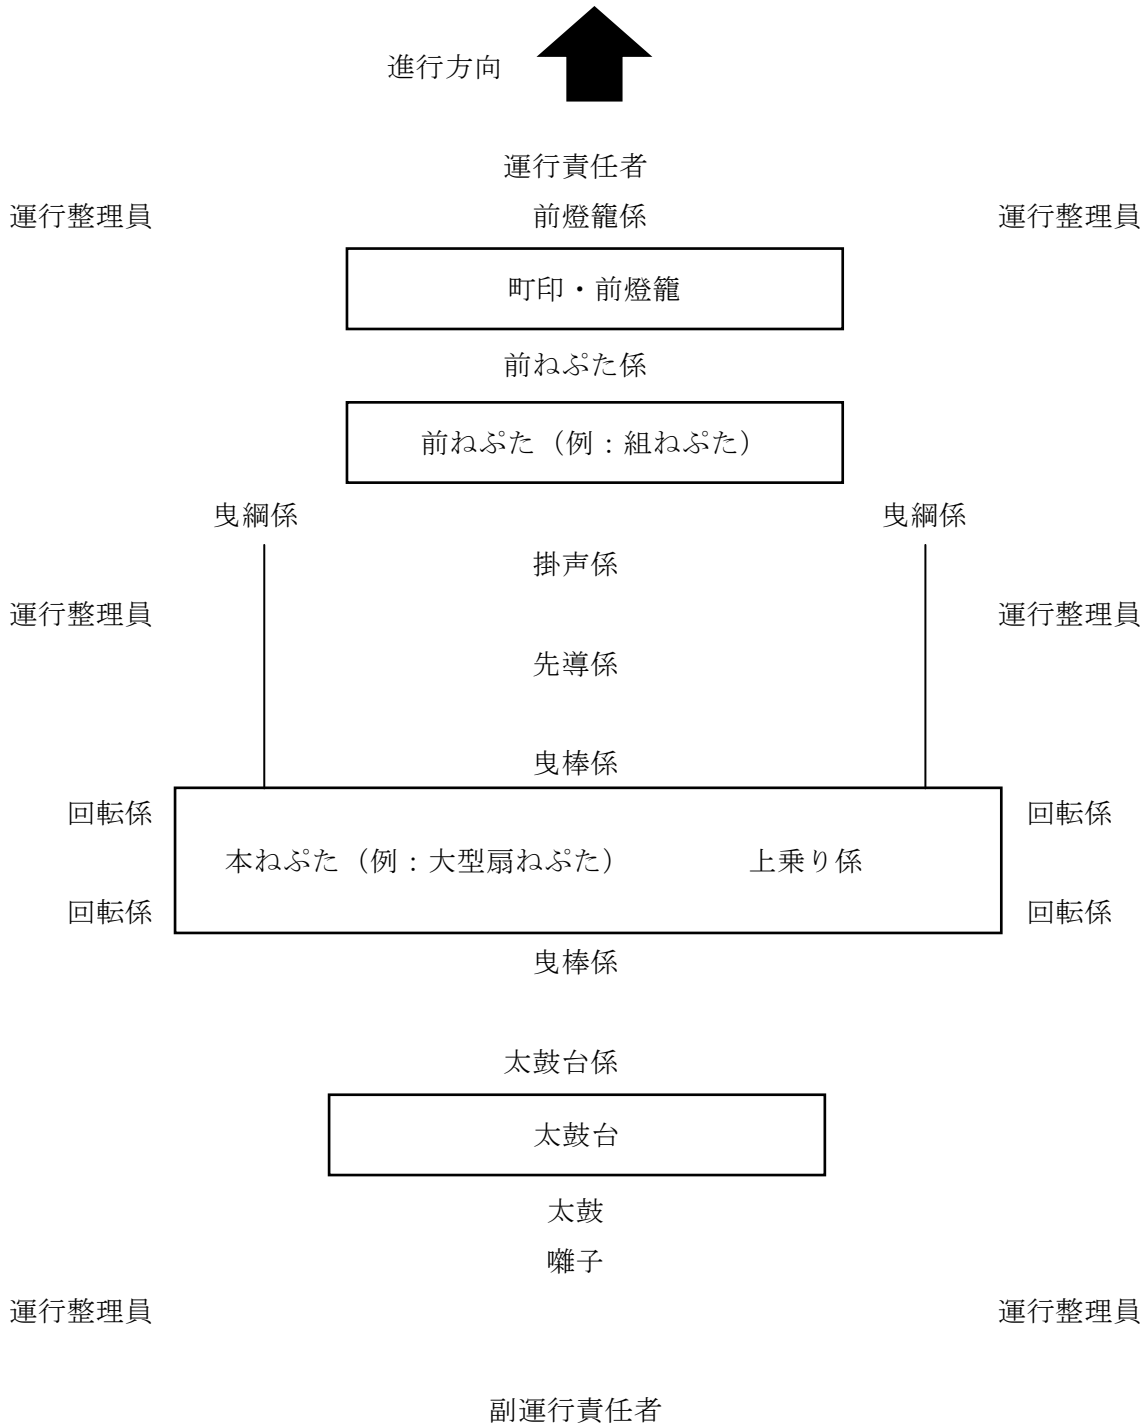 進行方向
運行責任者
運行整理員 前燈籠係 運行整理員
町印・前燈籠
前ねぷた係
前ねぷた（例：組ねぷた）
曳綱係 曳綱係
掛声係
運行整理員 運行整理員
先導係
曳棒係
回転係 回転係
本ねぷた（例：大型扇ねぷた） 上乗り係
回転係 回転係
曳棒係
太鼓台係
太鼓台
太鼓
囃子
運行整理員 運行整理員
副運行責任者